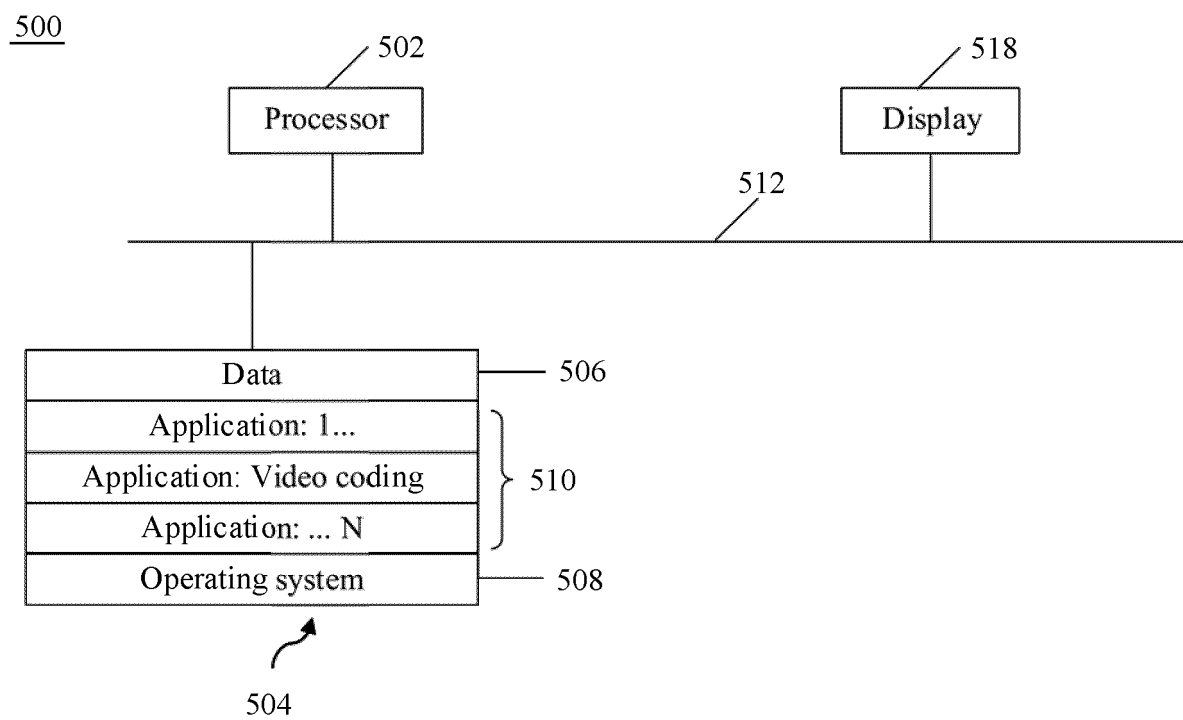 500
502
518
Processor
Display
512
Data
506
Application: 1...
Application: Video coding
510
Application: ... N
Operating system
508
504